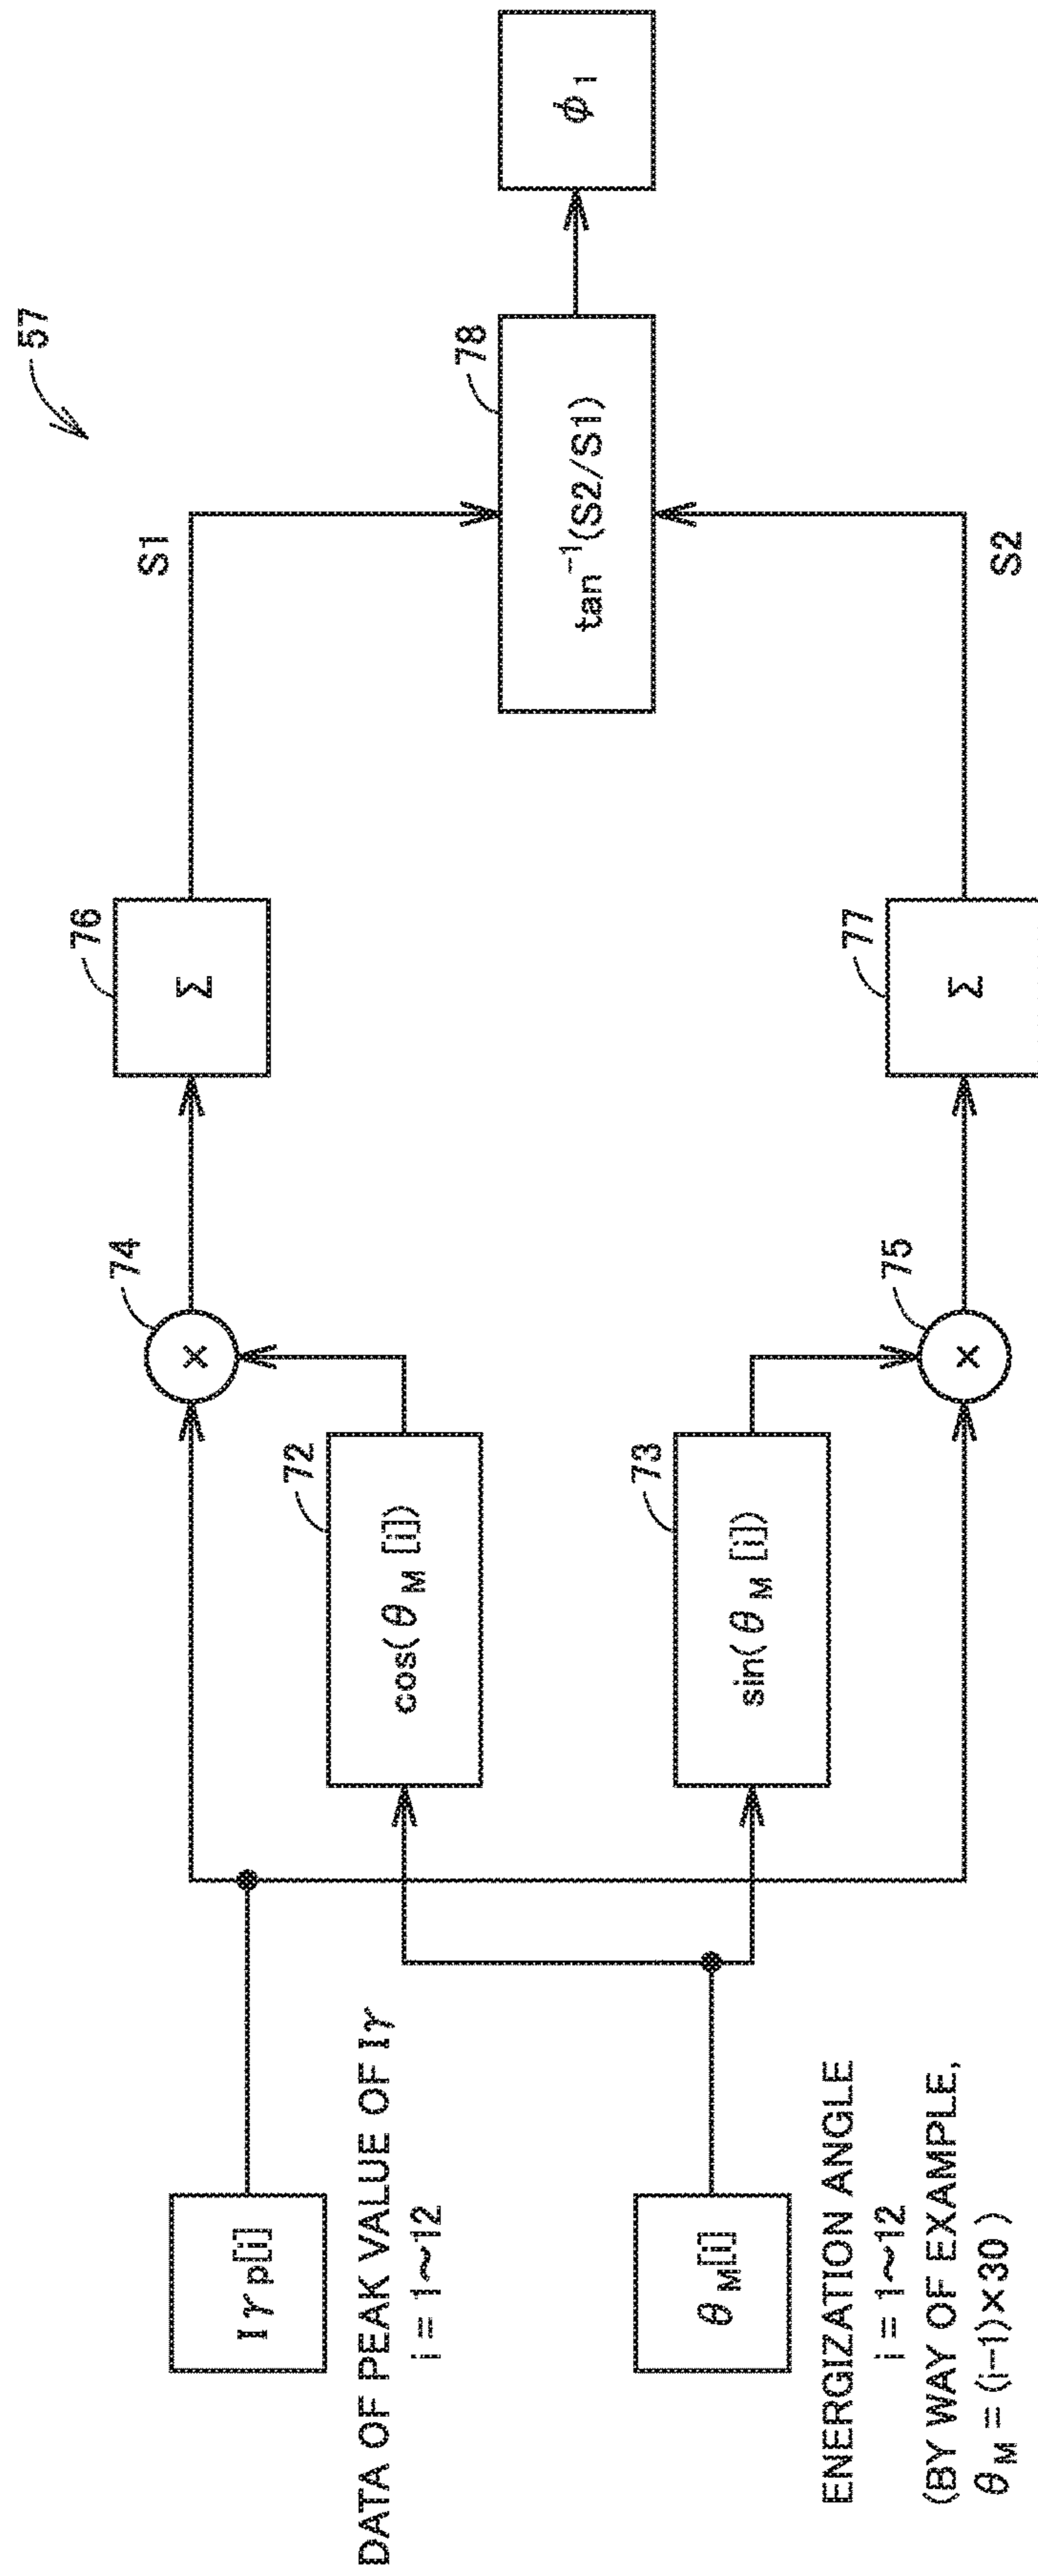 57
Iγp[i]
DATA OF PEAK VALUE OF Iγ
i = 1~12
θM[i]
ENERGIZATION ANGLE
i = 1~12
(BY WAY OF EXAMPLE,
θM = (i-1)×30 )
72
cos(θM [i])
73
sin(θM [i])
74
×
75
×
76
Σ
77
Σ
S1
S2
78
tan⁻¹(S2/S1)
φ1